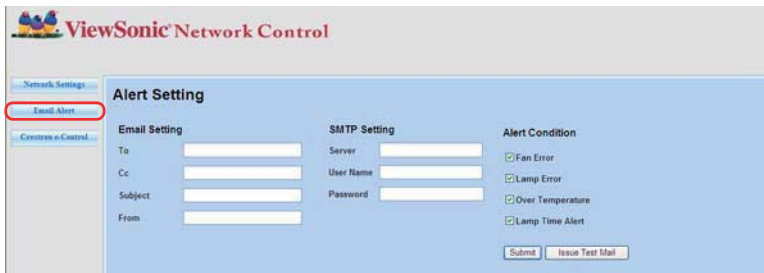 ViewSonic® Network Control
Network Settings
Email Alert
Crestron e-Control
Alert Setting
Email Setting
To
Cc
Subject
From
SMTP Setting
Server
User Name
Password
Alert Condition
Fan Error
Lamp Error
Over Temperature
Lamp Time Alert
Submit
Issue Test Mail